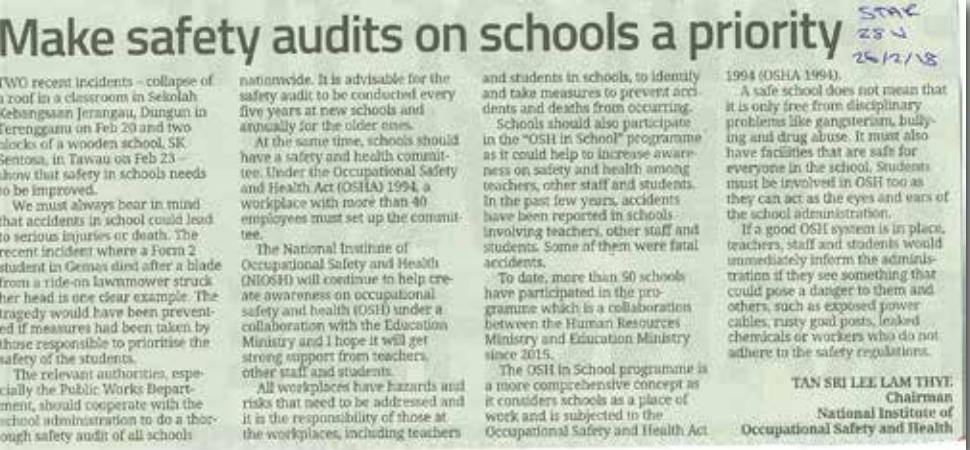 Make safety audits on schools a priority
STAR
28 V
26/2/18
TWO recent incidents – collapse of
a roof in a classroom in Sekolah
Kebangsaan Jerangau, Dungun in
Terengganu on Feb 20 and two
blocks of a wooden school, SK
Sentosa, in Tawau on Feb 23 –
show that safety in schools needs
to be improved.
We must always bear in mind
that accidents in school could lead
to serious injuries or death. The
recent incident where a Form 2
student in Gemas died after a blade
from a ride-on lawnmower struck
her head is one clear example. The
tragedy would have been prevent-
ed if measures had been taken by
those responsible to prioritise the
safety of the students.
The relevant authorities, espe-
cially the Public Works Depart-
ment, should cooperate with the
school administration to do a thor-
ough safety audit of all schools
nationwide. It is advisable for the
safety audit to be conducted every
five years at new schools and
annually for the older ones.
At the same time, schools should
have a safety and health commit-
tee. Under the Occupational Safety
and Health Act (OSHA) 1994, a
workplace with more than 40
employees must set up the commit-
tee.
The National Institute of
Occupational Safety and Health
(NIOSH) will continue to help cre-
ate awareness on occupational
safety and health (OSH) under a
collaboration with the Education
Ministry and I hope it will get
strong support from teachers,
other staff and students.
All workplaces have hazards and
risks that need to be addressed and
it is the responsibility of those at
the workplaces, including teachers
and students in schools, to identify
and take measures to prevent acci-
dents and deaths from occurring.
Schools should also participate
in the "OSH in School" programme
as it could help to increase aware-
ness on safety and health among
teachers, other staff and students.
In the past few years, accidents
have been reported in schools
involving teachers, other staff and
students. Some of them were fatal
accidents.
To date, more than 90 schools
have participated in the pro-
gramme which is a collaboration
between the Human Resources
Ministry and Education Ministry
since 2015.
The OSH in School programme is
a more comprehensive concept as
it considers schools as a place of
work and is subjected to the
Occupational Safety and Health Act
1994 (OSHA 1994).
A safe school does not mean that
it is only free from disciplinary
problems like gangsterism, bully-
ing and drug abuse. It must also
have facilities that are safe for
everyone in the school. Students
must be involved in OSH too as
they can act as the eyes and ears of
the school administration.
If a good OSH system is in place,
teachers, staff and students would
immediately inform the adminis-
tration if they see something that
could pose a danger to them and
others, such as exposed power
cables, rusty goal posts, leaked
chemicals or workers who do not
adhere to the safety regulations.
TAN SRI LEE LAM THYE
Chairman
National Institute of
Occupational Safety and Health